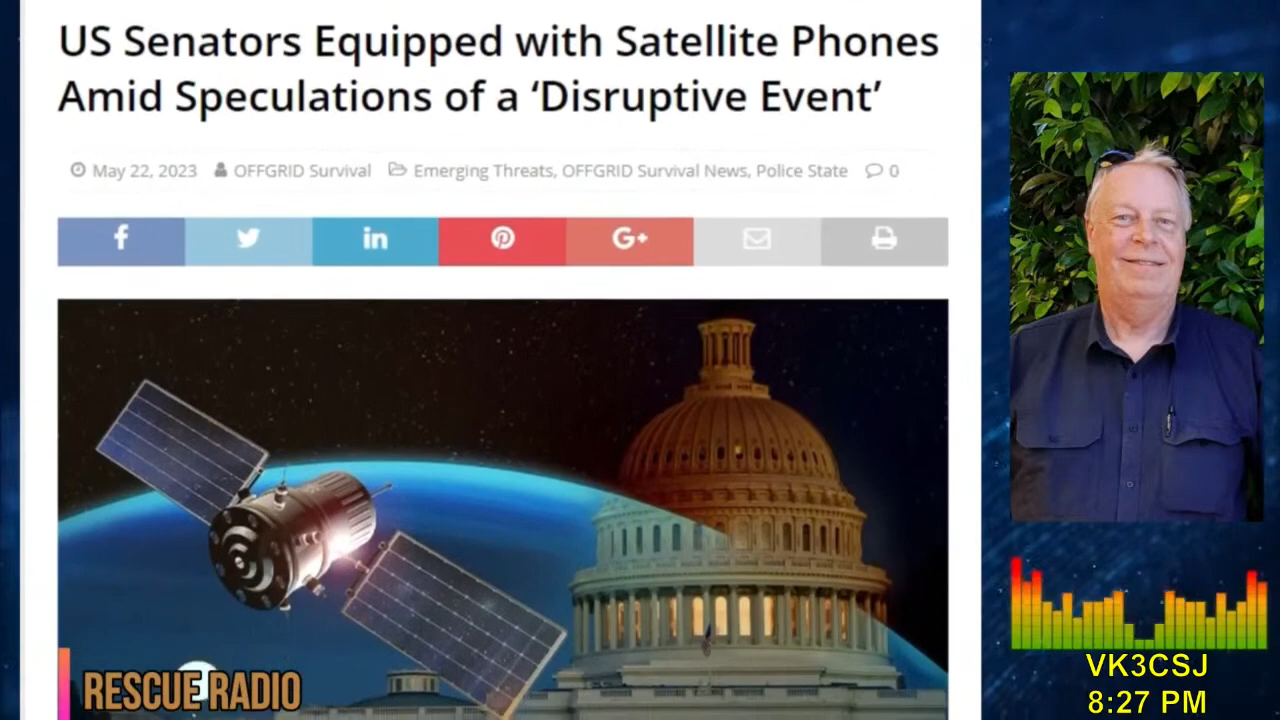 US Senators Equipped with Satellite Phones
Amid Speculations of a ‘Disruptive Event’
May 22, 2023 OFFGRID Survival Emerging Threats, OFFGRID Survival News, Police State 0
f in G+
RESCUE RADIO
VK3CSJ
8:27 PM